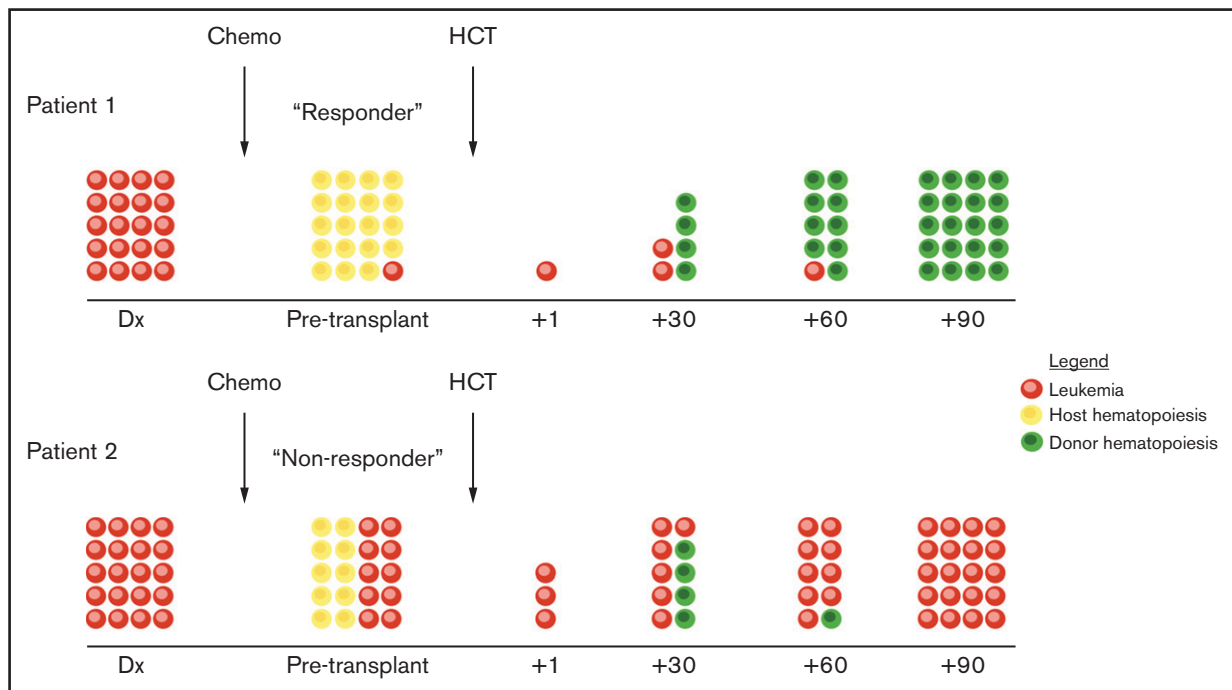 Chemo HCT
Patient 1 “Responder”
Dx Pre-transplant +1 +30 +60 +90
Chemo HCT
Patient 2 “Non-responder”
Dx Pre-transplant +1 +30 +60 +90
Legend
Leukemia
Host hematopoiesis
Donor hematopoiesis